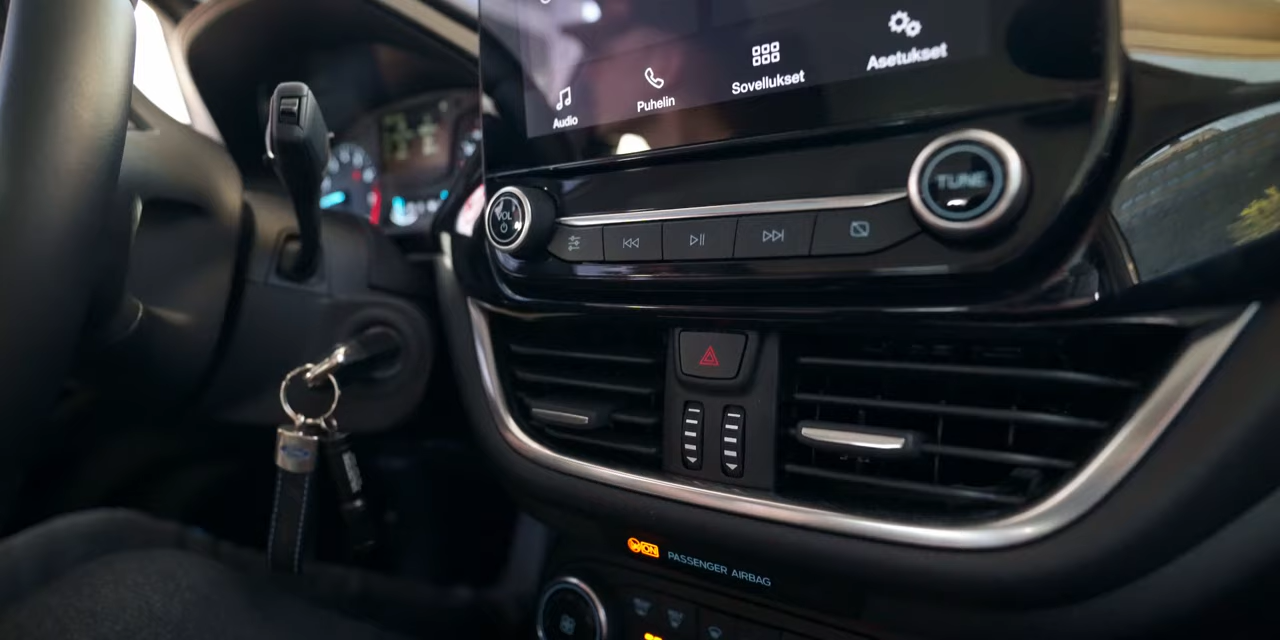 Audio
Puhelin
Sovellukset
Asetukset
VOL
TUNE
ON
PASSENGER AIRBAG